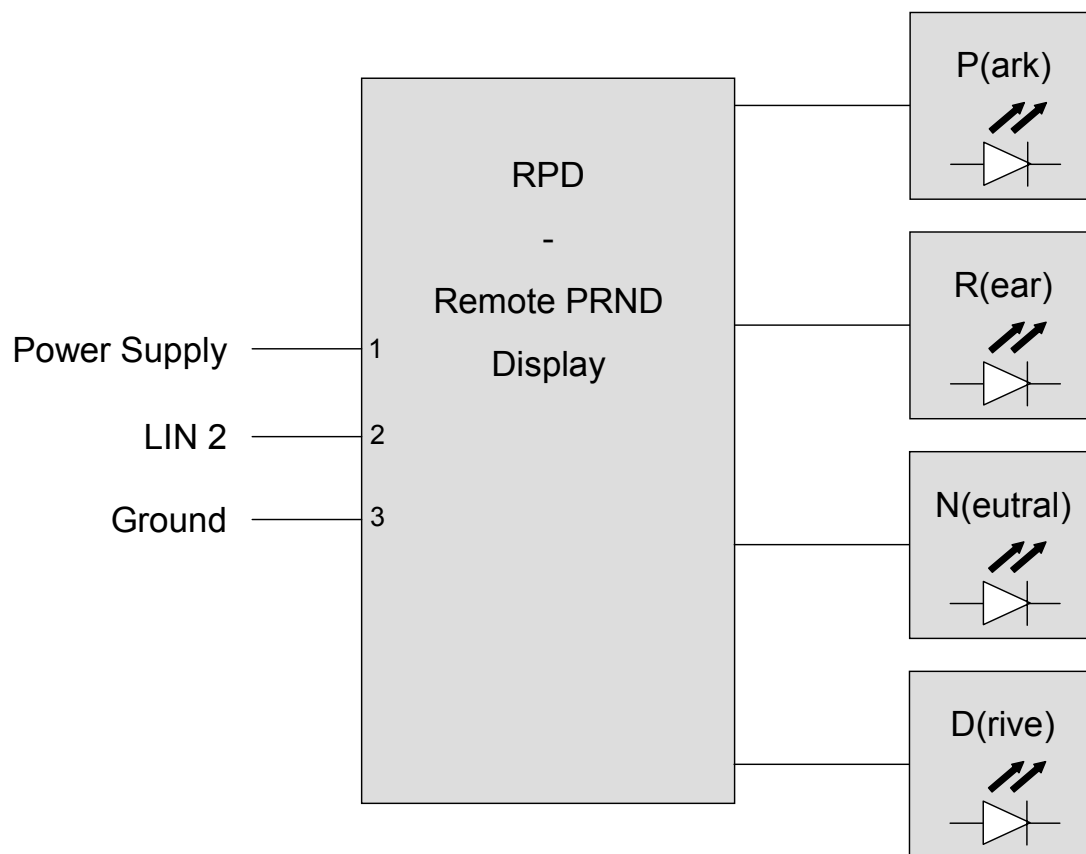 RPD
-
Remote PRND
Display
Power Supply
1
LIN 2
2
Ground
3
P(ark)
R(ear)
N(eutral)
D(rive)